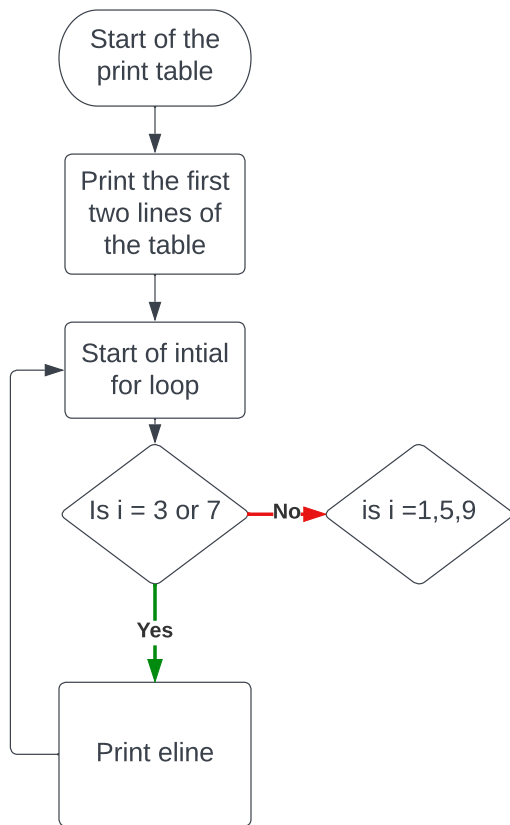 Start of the
print table
Print the first
two lines of
the table
Start of intial
for loop
Is i = 3 or 7
No
is i =1,5,9
Yes
Print eline